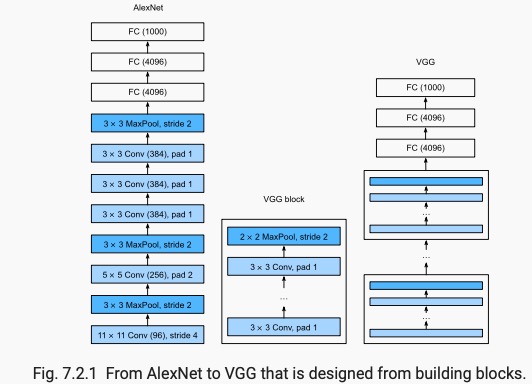 AlexNet
FC (1000)
FC (4096)
FC (4096)
3 × 3 MaxPool, stride 2
3 × 3 Conv (384), pad 1
3 × 3 Conv (384), pad 1
3 × 3 Conv (384), pad 1
3 × 3 MaxPool, stride 2
5 × 5 Conv (256), pad 2
3 × 3 MaxPool, stride 2
11 × 11 Conv (96), stride 4
VGG block
2 × 2 MaxPool, stride 2
3 × 3 Conv, pad 1
...
3 × 3 Conv, pad 1
VGG
FC (1000)
FC (4096)
FC (4096)
...
...
...
Fig. 7.2.1 From AlexNet to VGG that is designed from building blocks.